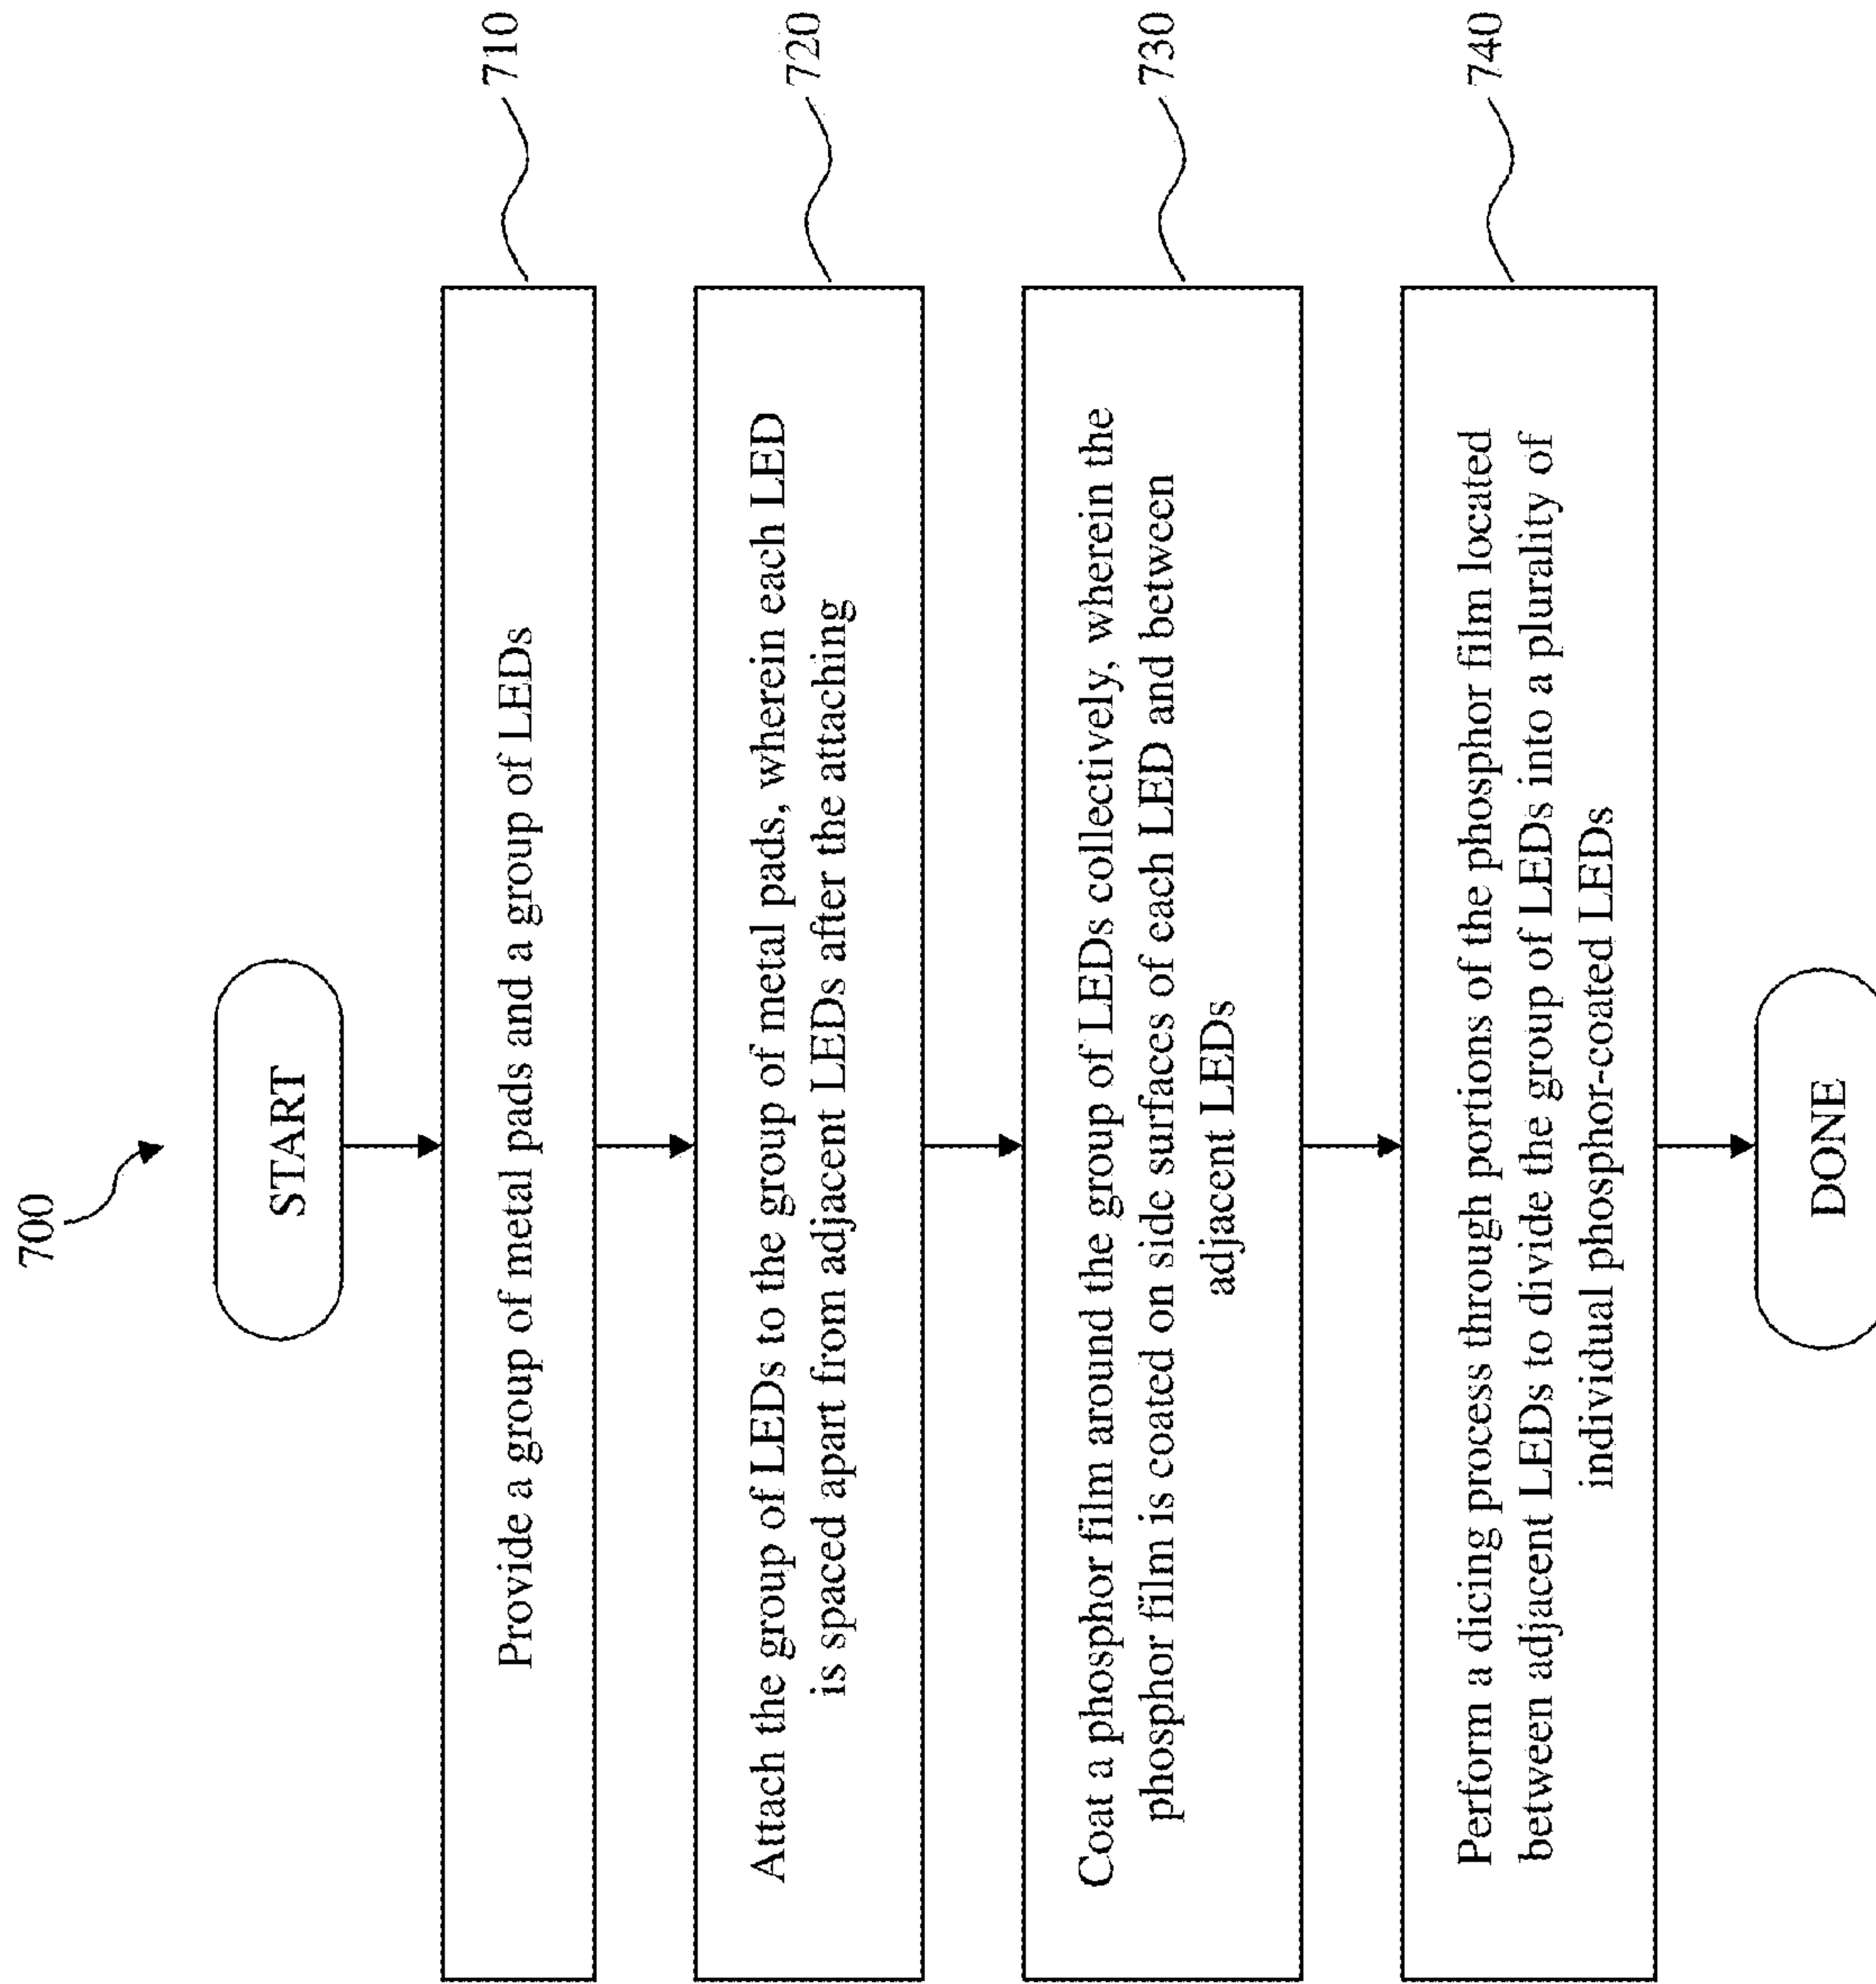 700
START
Provide a group of metal pads and a group of LEDs
710
Attach the group of LEDs to the group of metal pads, wherein each LED
is spaced apart from adjacent LEDs after the attaching
720
Coat a phosphor film around the group of LEDs collectively, wherein the
phosphor film is coated on side surfaces of each LED and between
adjacent LEDs
730
Perform a dicing process through portions of the phosphor film located
between adjacent LEDs to divide the group of LEDs into a plurality of
individual phosphor-coated LEDs
740
DONE